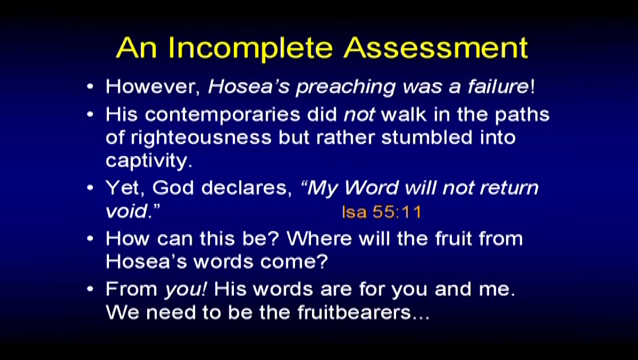 An Incomplete Assessment
• However, Hosea's preaching was a failure!
• His contemporaries did not walk in the paths
of righteousness but rather stumbled into
captivity.
• Yet, God declares, “My Word will not return
void.” Isa 55:11
• How can this be? Where will the fruit from
Hosea's words come?
• From you! His words are for you and me.
We need to be the fruitbearers...